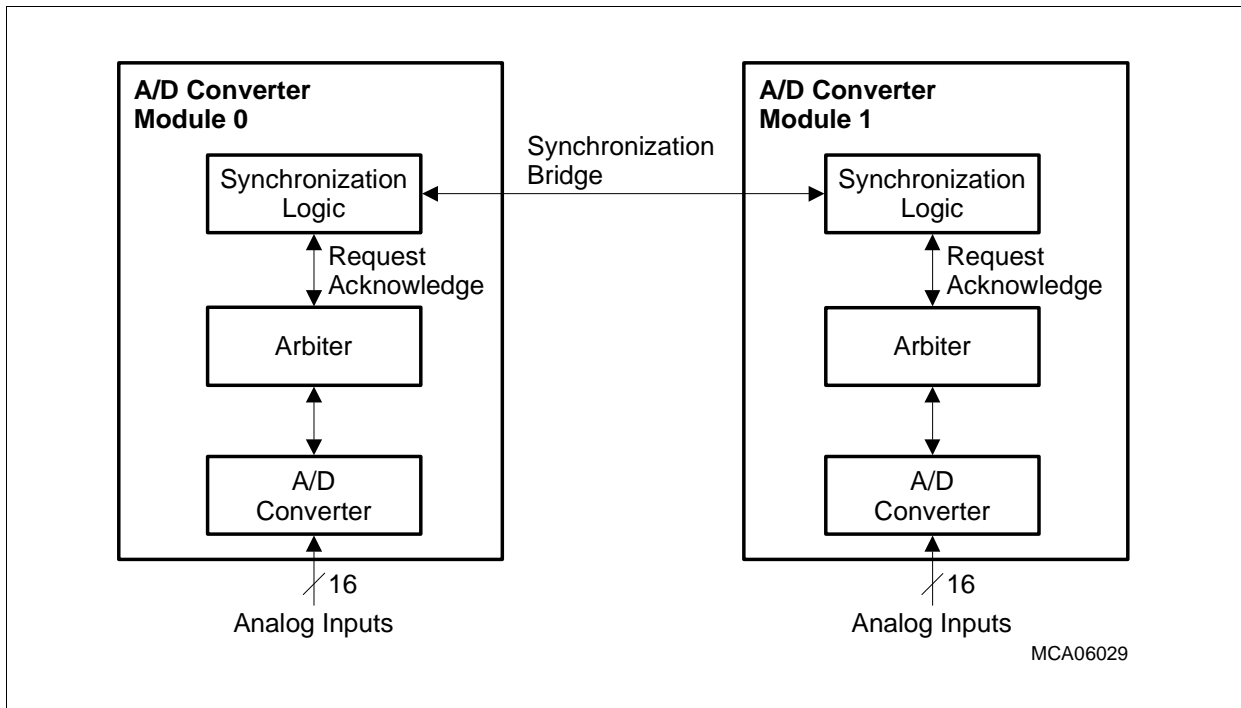 A/D Converter
Module 0
Synchronization
Logic
Request
Acknowledge
Arbiter
A/D
Converter
16
Analog Inputs
Synchronization
Bridge
A/D Converter
Module 1
Synchronization
Logic
Request
Acknowledge
Arbiter
A/D
Converter
16
Analog Inputs
MCA06029